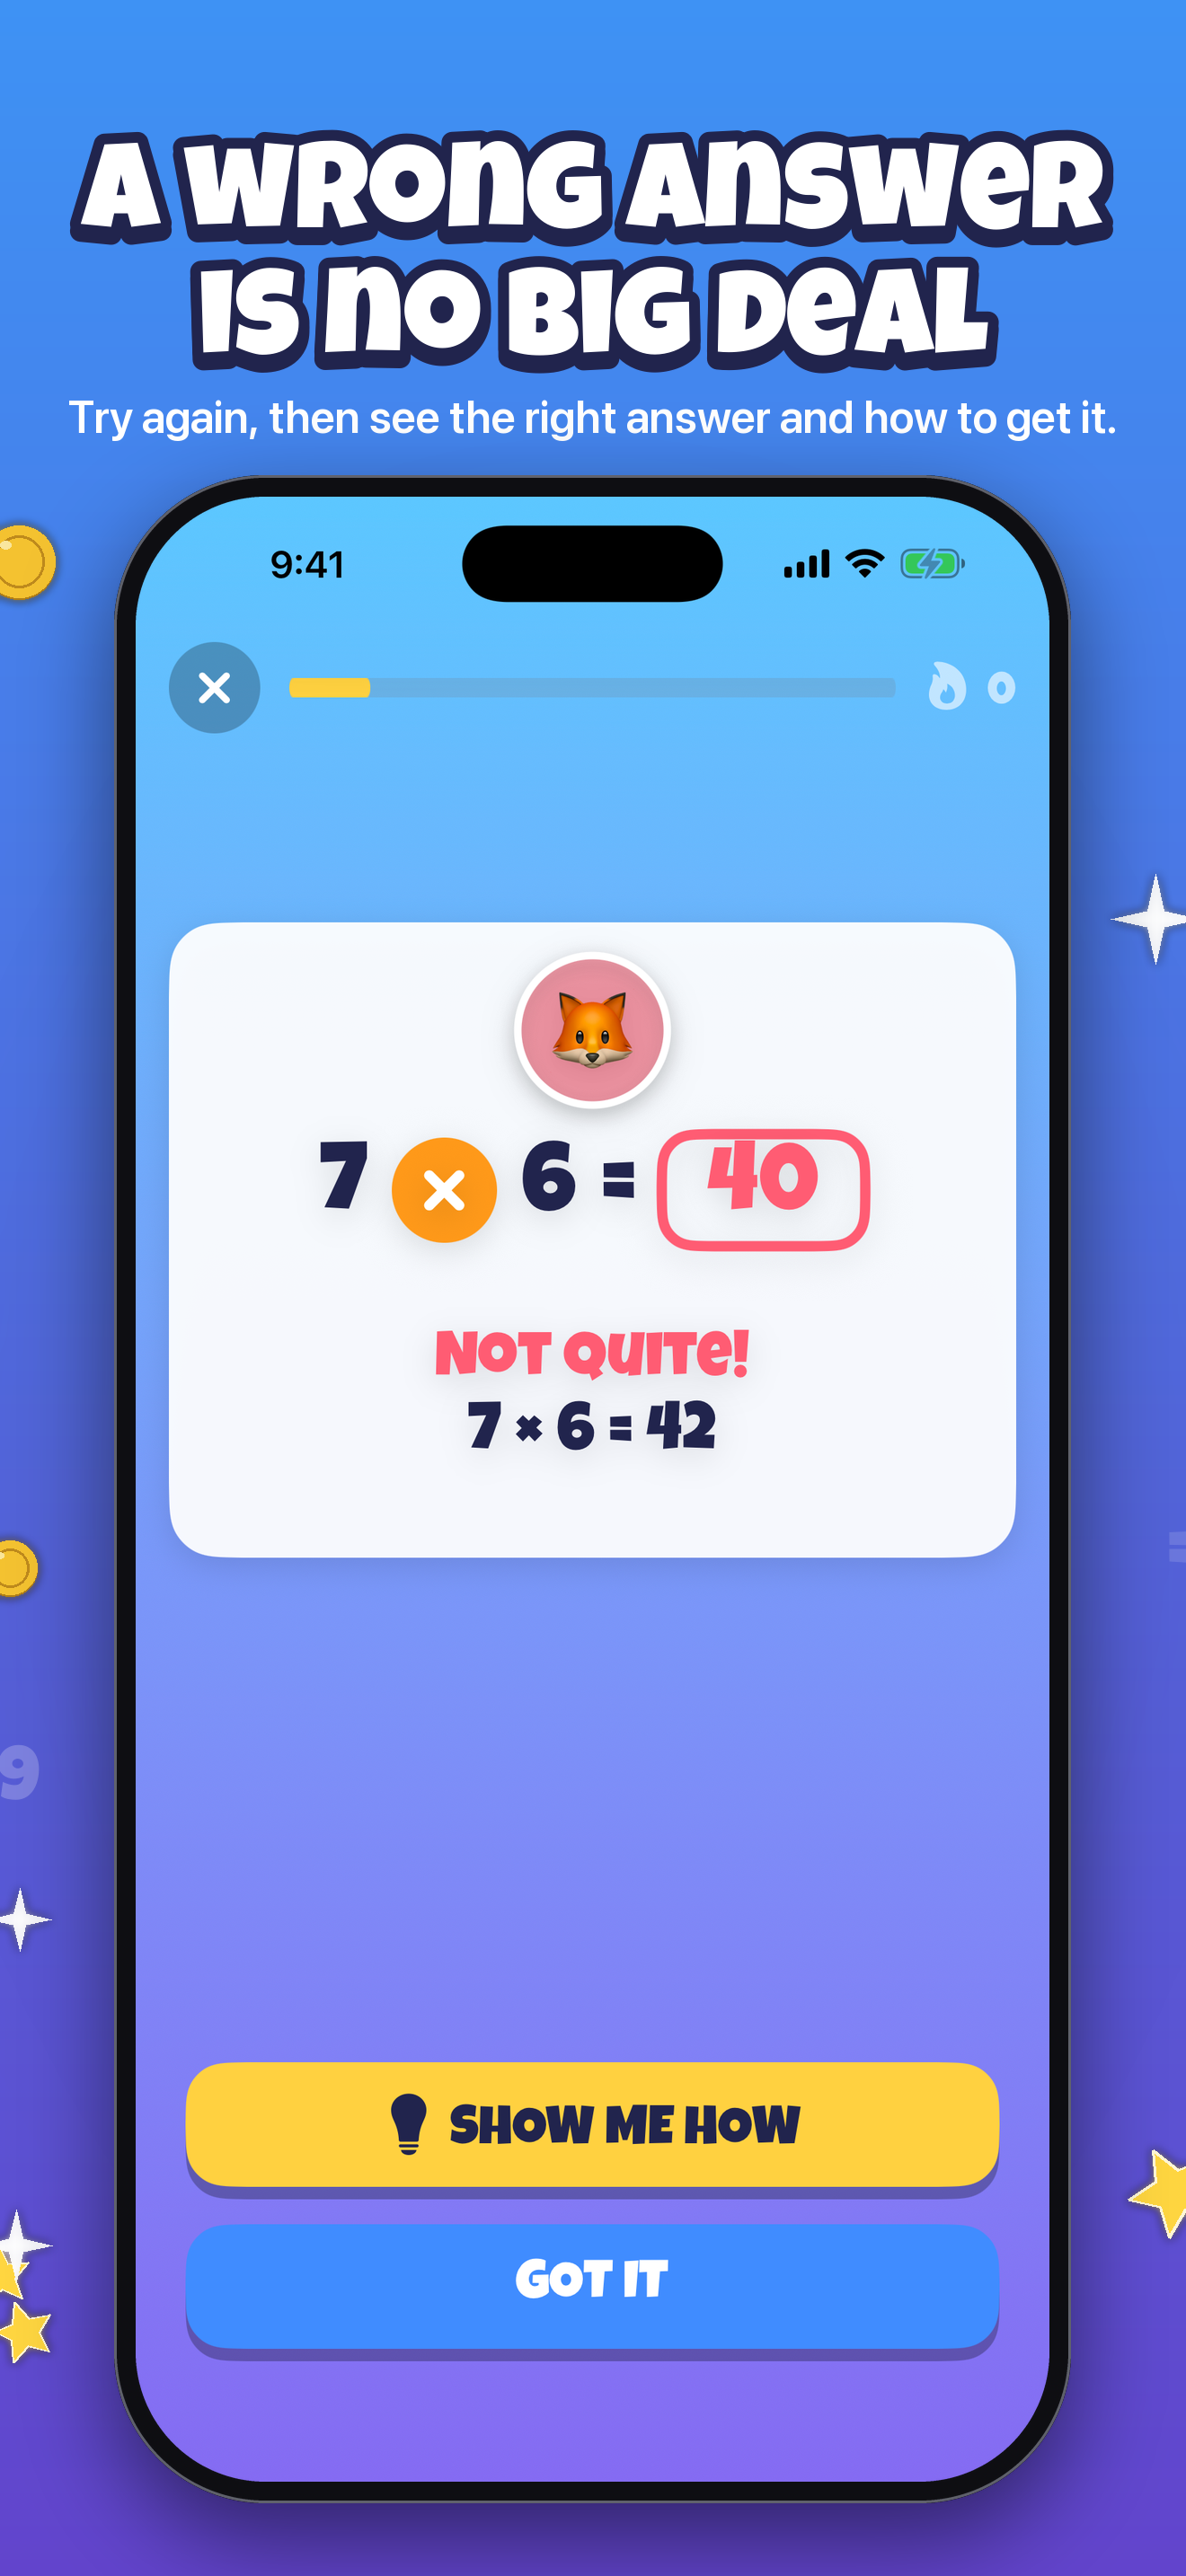 A WRONG ANSWER
IS NO BIG DEAL
Try again, then see the right answer and how to get it.
9:41
0
7 × 6 = 40
NOT QUITE!
7 × 6 = 42
9
=
SHOW ME HOW
GOT IT